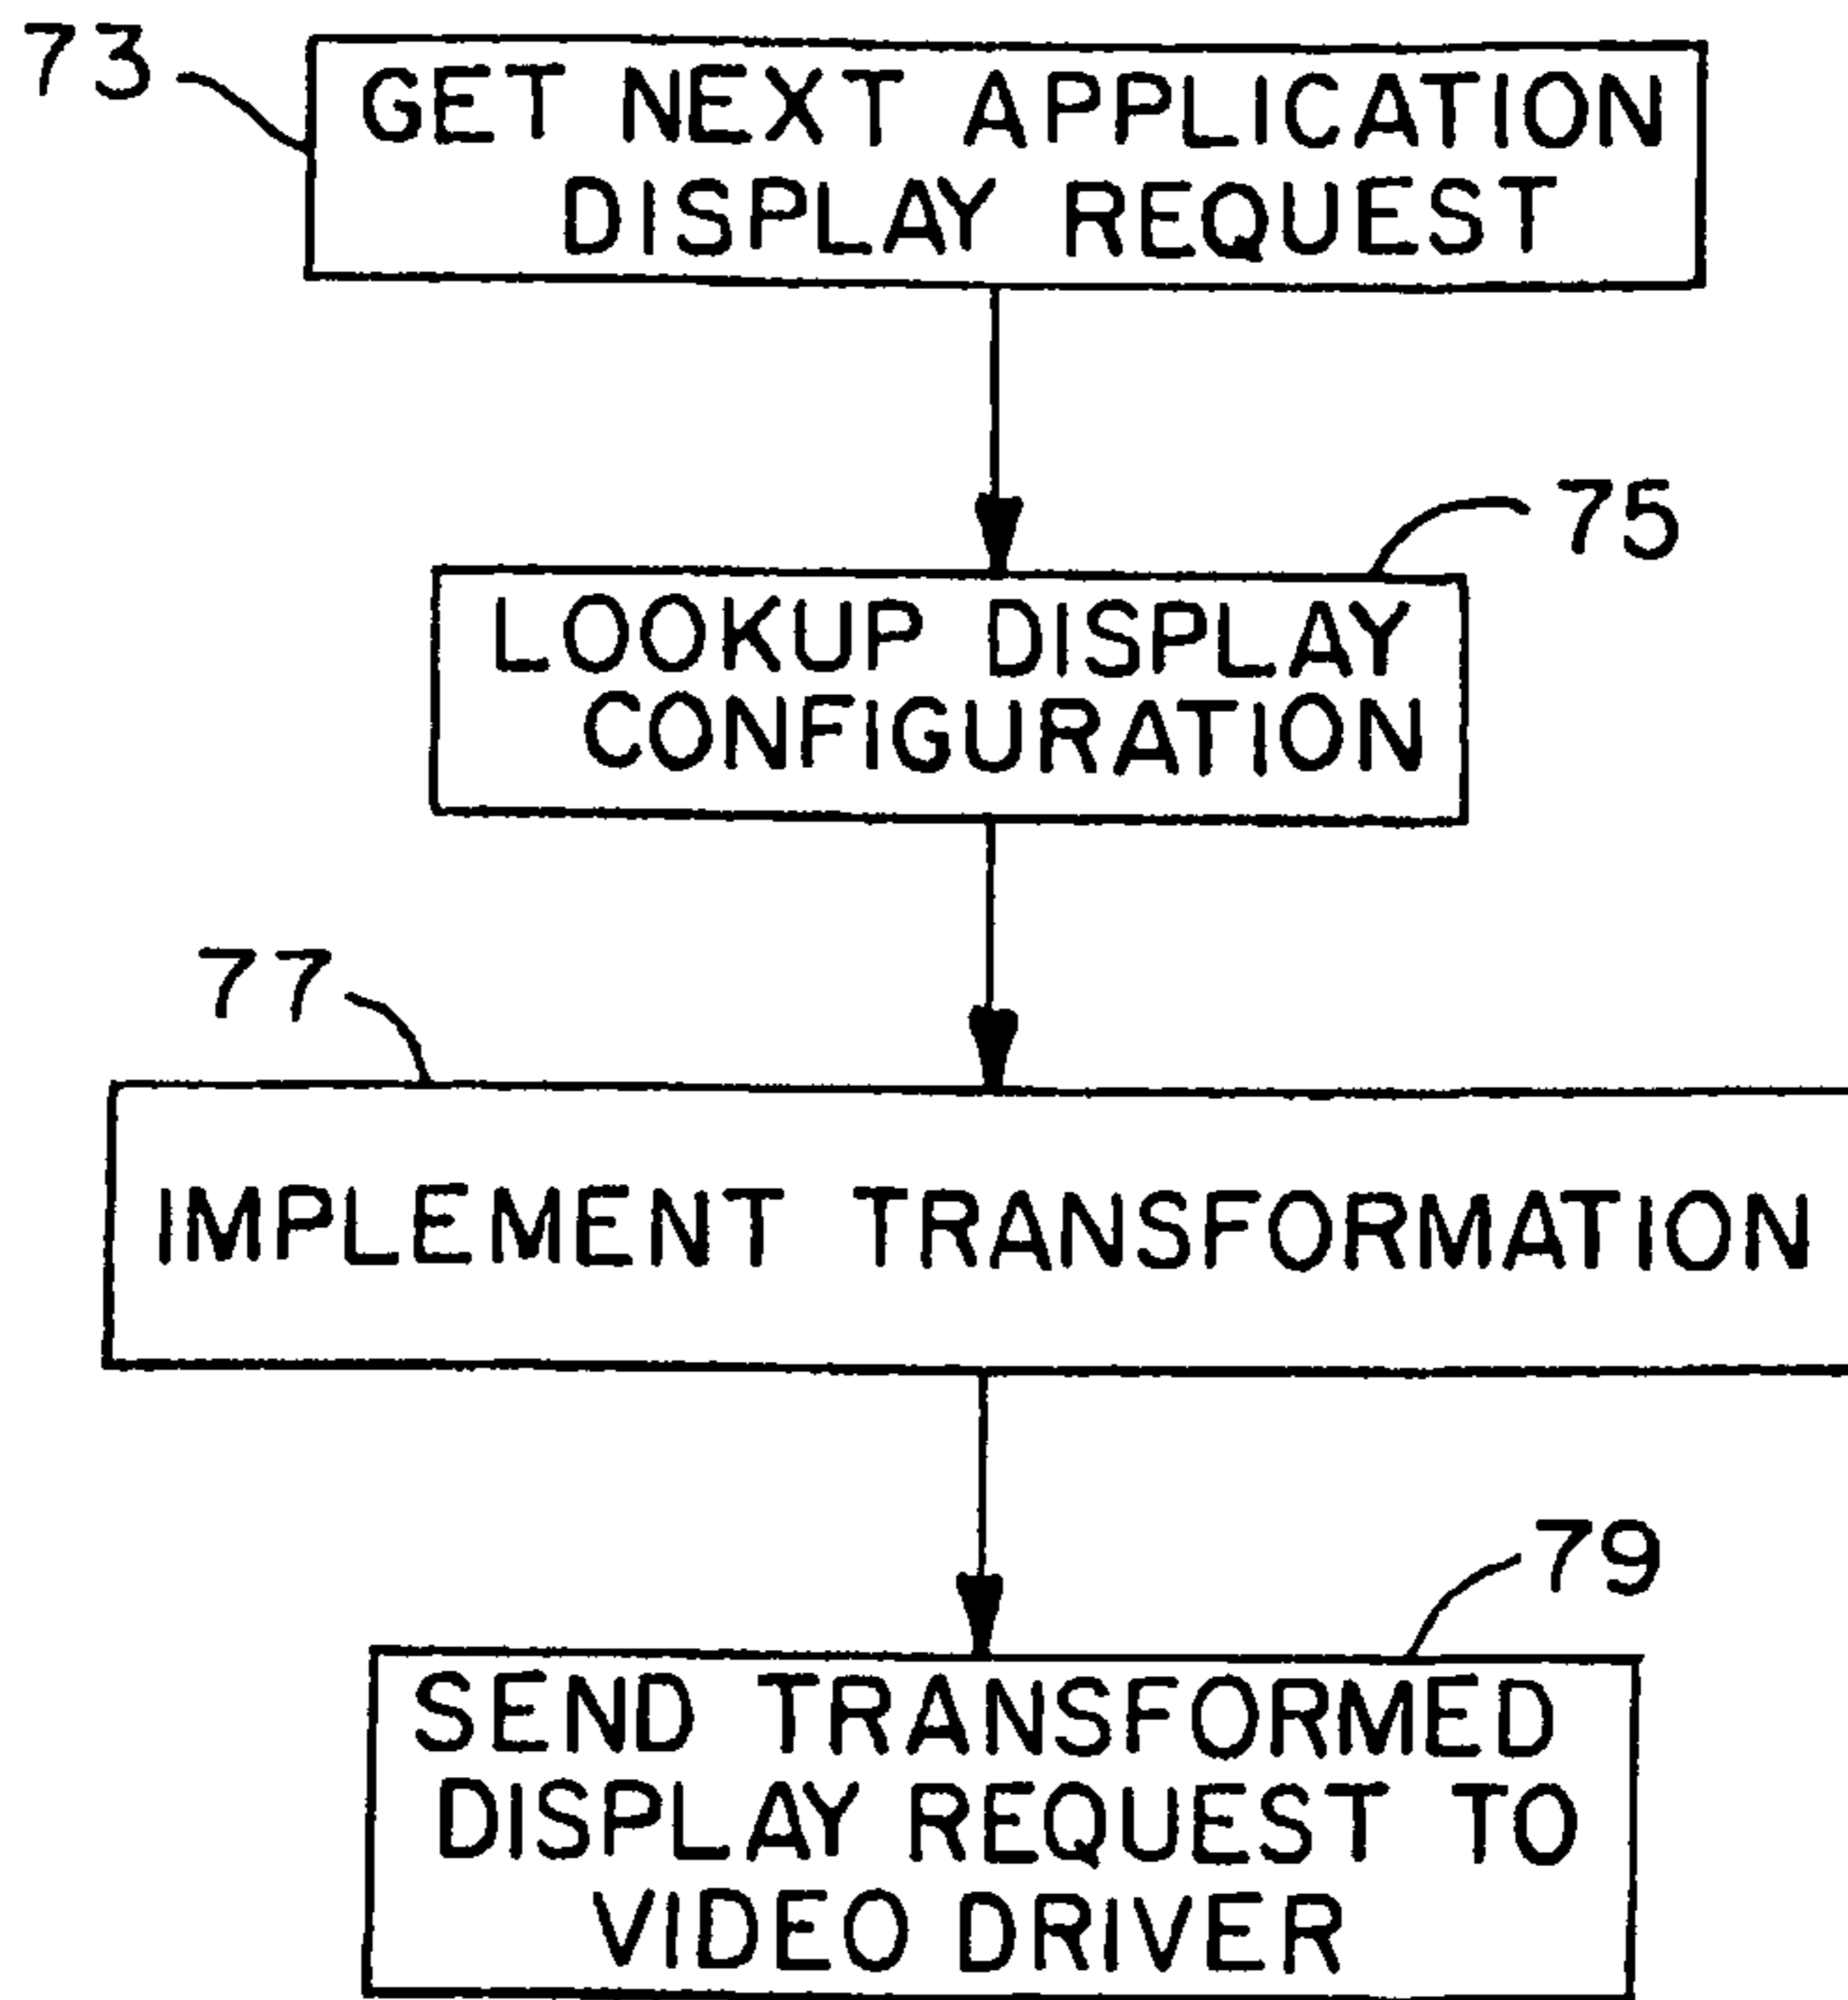 73
GET NEXT APPLICATION
DISPLAY REQUEST
75
LOOKUP DISPLAY
CONFIGURATION
77
IMPLEMENT TRANSFORMATION
79
SEND TRANSFORMED
DISPLAY REQUEST TO
VIDEO DRIVER